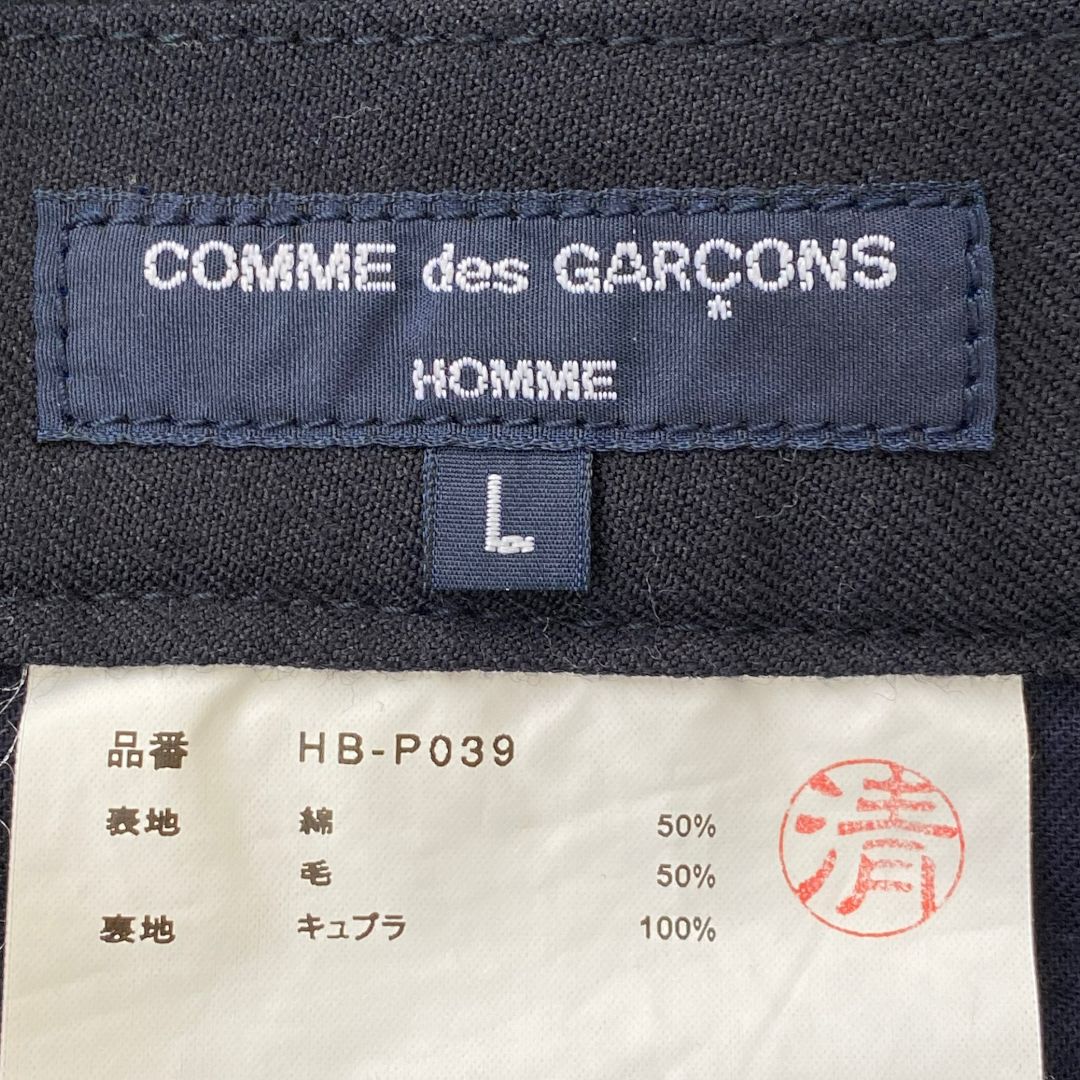 COMME des GARÇONS
*
HOMME
L
品番 HB-P039
表地 綿 50%
毛 50%
裏地 キュプラ 100%
清